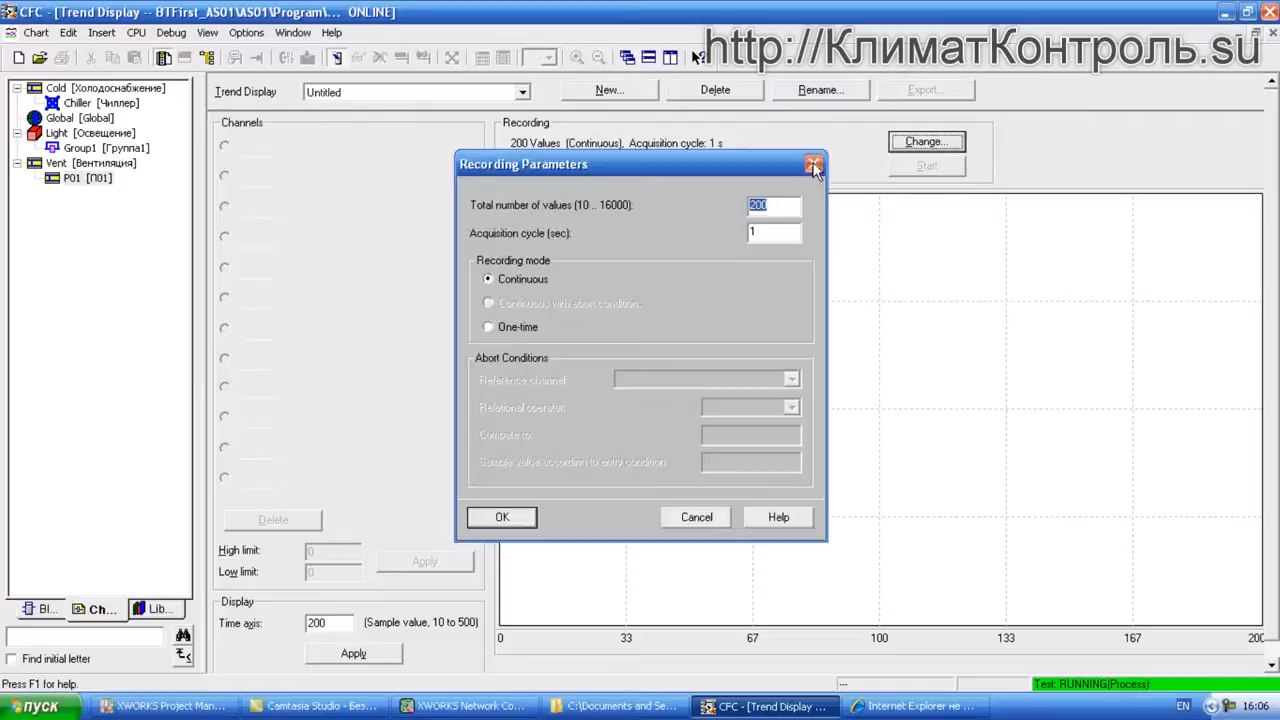 CFC - [Trend Display -- BTFirst_AS01\AS01\Program\... ONLINE]
Chart Edit Insert CPU Debug View Options Window Help
http://КлиматКонтроль.su
Cold [Холодоснабжение]
Chiller [Чиллер]
Global [Global]
Light [Освещение]
Group1 [Группа1]
Vent [Вентиляция]
P01 [П01]
Trend Display Untitled New... Delete Rename... Export...
Channels
Recording
200 Values (Continuous), Acquisition cycle: 1 s
Change...
Start
Recording Parameters
Total number of values (10 .. 16000): 200
Acquisition cycle (sec): 1
Recording mode
Continuous
Continuous with abort condition..
One-time
Abort Conditions
Reference channel:
Relational operator:
Compute to:
Sample value according to entry condition:
OK Cancel Help
Delete
High limit: 0
Low limit: 0
Apply
Display
Time axis: 200 (Sample value, 10 to 500)
Apply
0 33 67 100 133 167 200
Bl... Ch... Lib...
Find initial letter
Press F1 for help.
--- Test: RUNNING(Process)
пуск XWORKS Project Man... Camtasia Studio - Без... XWORKS Network Co... C:\Documents and Se... CFC - [Trend Display ... Internet Explorer не ... EN 16:06